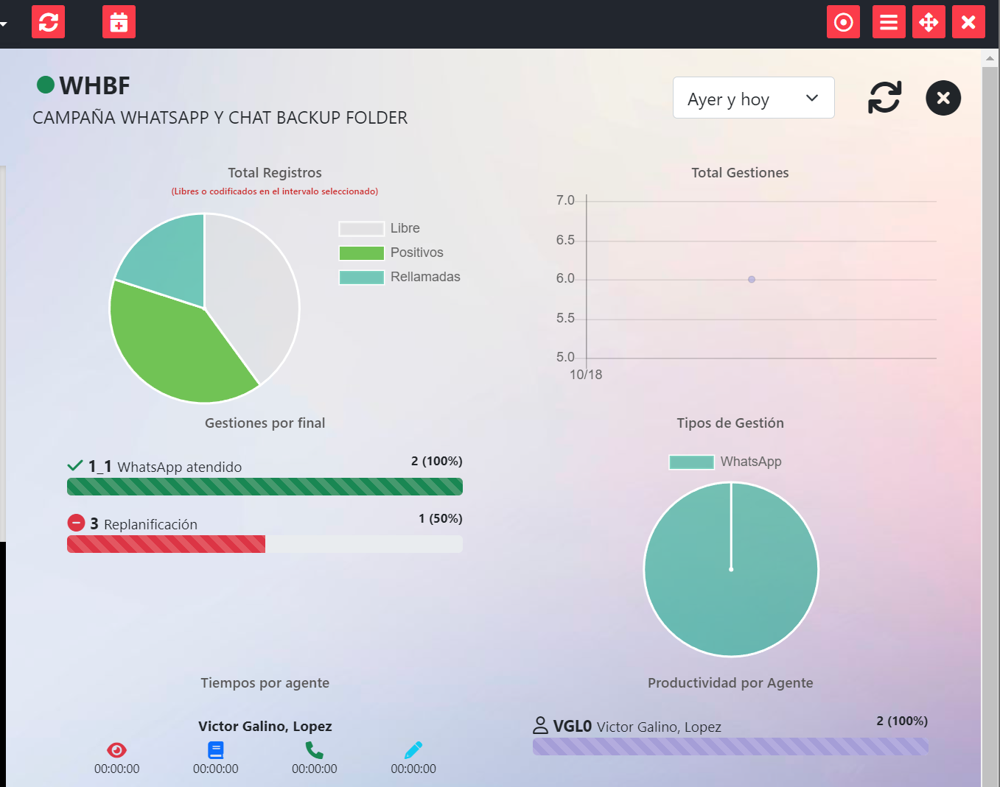 WHBF
CAMPAÑA WHATSAPP Y CHAT BACKUP FOLDER
Ayer y hoy
Total Registros
(Libres o codificados en el intervalo seleccionado)
Libre
Positivos
Rellamadas
Total Gestiones
7.0
6.5
6.0
5.5
5.0
10/18
Gestiones por final
1_1 WhatsApp atendido 2 (100%)
3 Replanificación 1 (50%)
Tipos de Gestión
WhatsApp
Tiempos por agente
Victor Galino, Lopez
00:00:00 00:00:00 00:00:00 00:00:00
Productividad por Agente
VGL0 Victor Galino, Lopez 2 (100%)